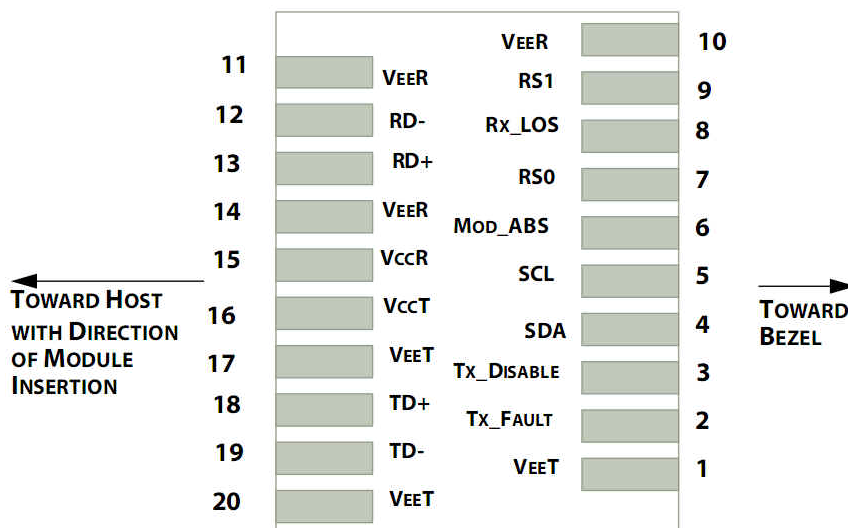 VEER 10
11 VEER
RS1 9
12 RD-
RX_LOS 8
13 RD+
RS0 7
14 VEER
MOD_ABS 6
15 VCCR
SCL 5
TOWARD HOST
WITH DIRECTION
OF MODULE
INSERTION
16 VCCT
SDA 4
TOWARD
BEZEL
17 VEET
TX_DISABLE 3
18 TD+
TX_FAULT 2
19 TD-
VEET 1
20 VEET